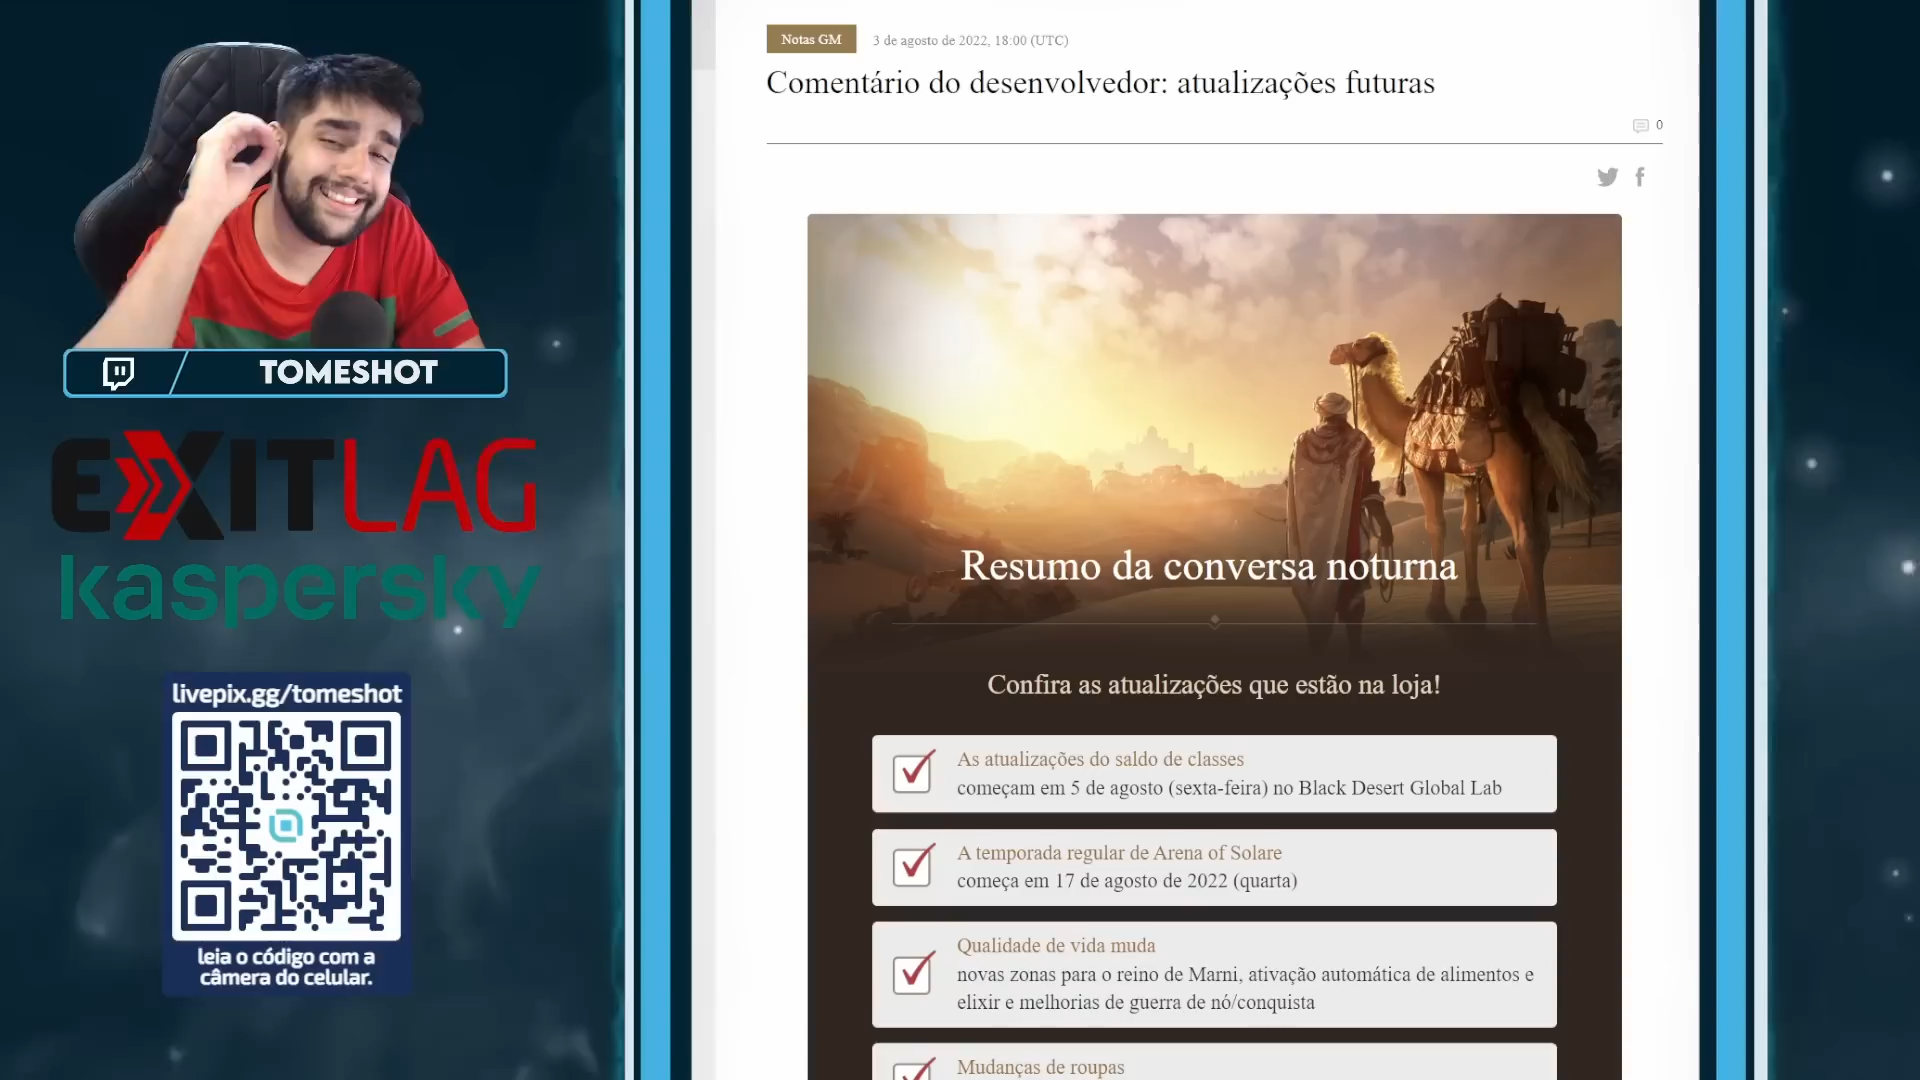 TOMESHOT
EXITLAG
kaspersky
livepix.gg/tomeshot
leia o código com a
câmera do celular.
Notas GM
3 de agosto de 2022, 18:00 (UTC)
Comentário do desenvolvedor: atualizações futuras
0
Resumo da conversa noturna
Confira as atualizações que estão na loja!
As atualizações do saldo de classes
começam em 5 de agosto (sexta-feira) no Black Desert Global Lab
A temporada regular de Arena of Solare
começa em 17 de agosto de 2022 (quarta)
Qualidade de vida muda
novas zonas para o reino de Marni, ativação automática de alimentos e
elixir e melhorias de guerra de nó/conquista
Mudanças de roupas